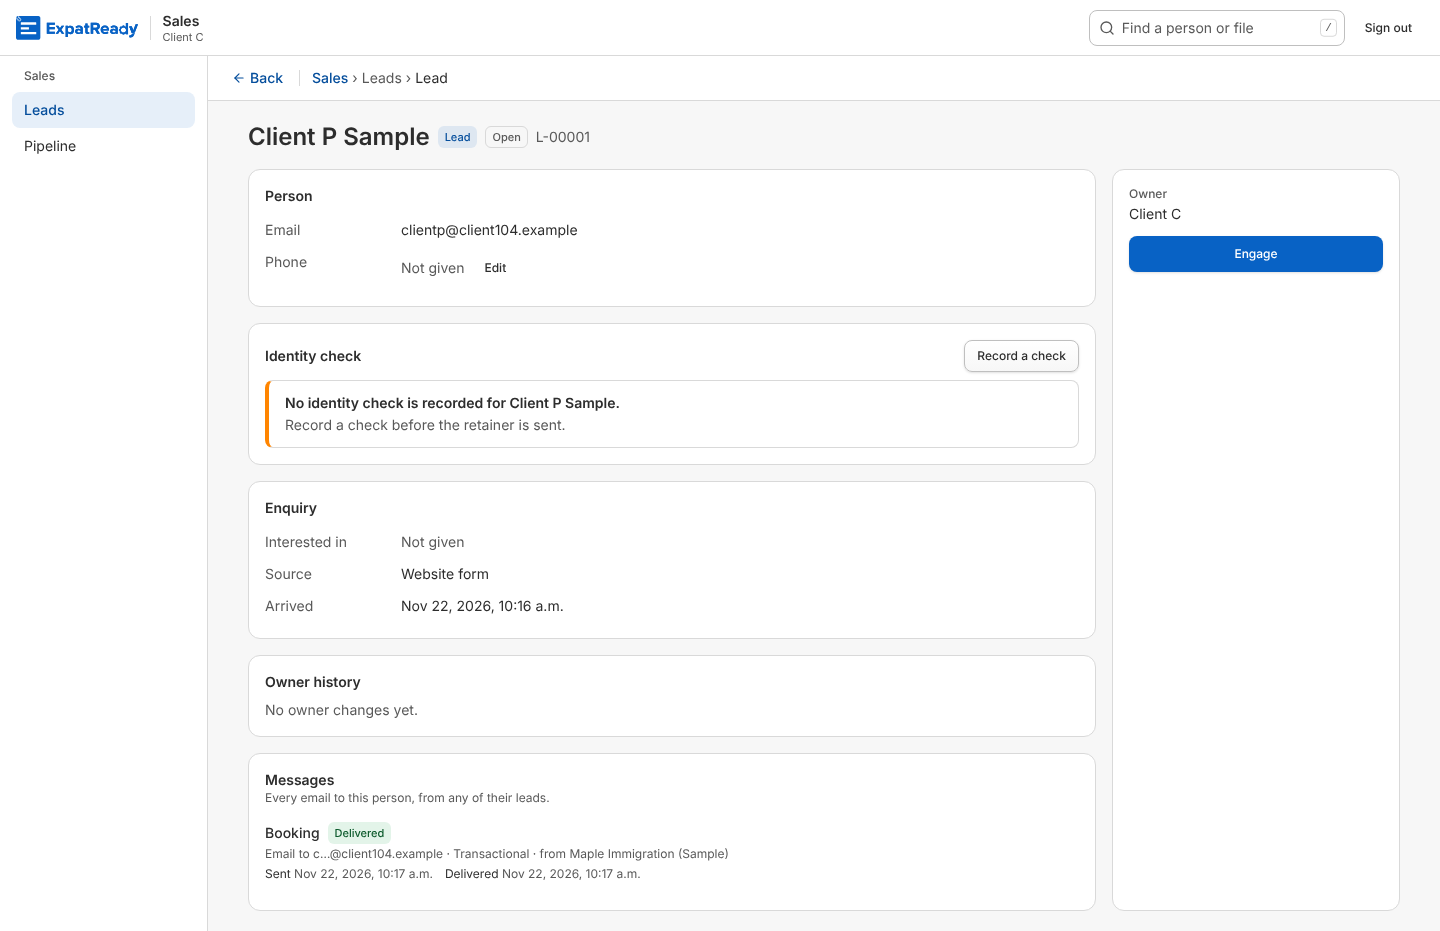 ExpatReady
Sales
Client C
Find a person or file
/
Sign out
Sales
Leads
Pipeline
← Back
Sales › Leads › Lead
Client P Sample
Lead
Open
L-00001
Person
Email
clientp@client104.example
Phone
Not given
Edit
Identity check
Record a check
No identity check is recorded for Client P Sample.
Record a check before the retainer is sent.
Enquiry
Interested in
Not given
Source
Website form
Arrived
Nov 22, 2026, 10:16 a.m.
Owner history
No owner changes yet.
Messages
Every email to this person, from any of their leads.
Booking
Delivered
Email to c...@client104.example · Transactional · from Maple Immigration (Sample)
Sent Nov 22, 2026, 10:17 a.m. Delivered Nov 22, 2026, 10:17 a.m.
Owner
Client C
Engage